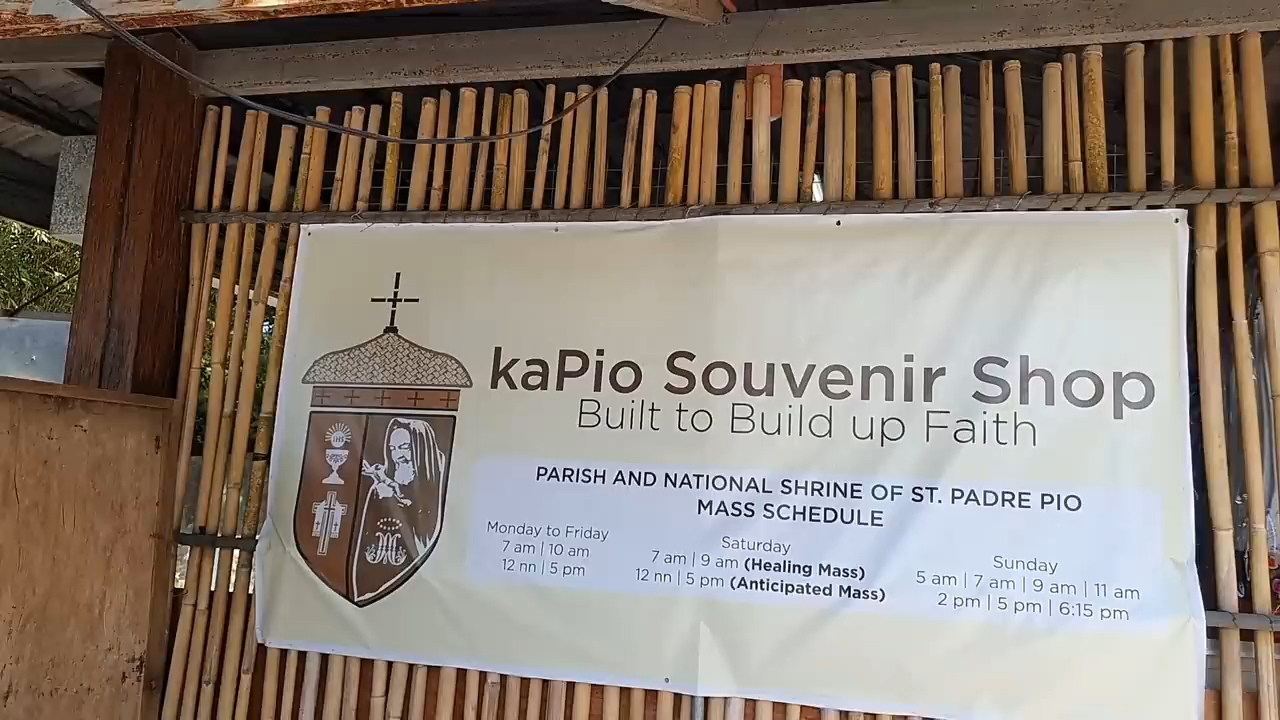 kaPio Souvenir Shop
Built to Build up Faith
PARISH AND NATIONAL SHRINE OF ST. PADRE PIO
MASS SCHEDULE
Monday to Friday
7 am | 10 am
12 nn | 5 pm
Saturday
7 am | 9 am (Healing Mass)
12 nn | 5 pm (Anticipated Mass)
Sunday
5 am | 7 am | 9 am | 11 am
2 pm | 5 pm | 6:15 pm
IHS